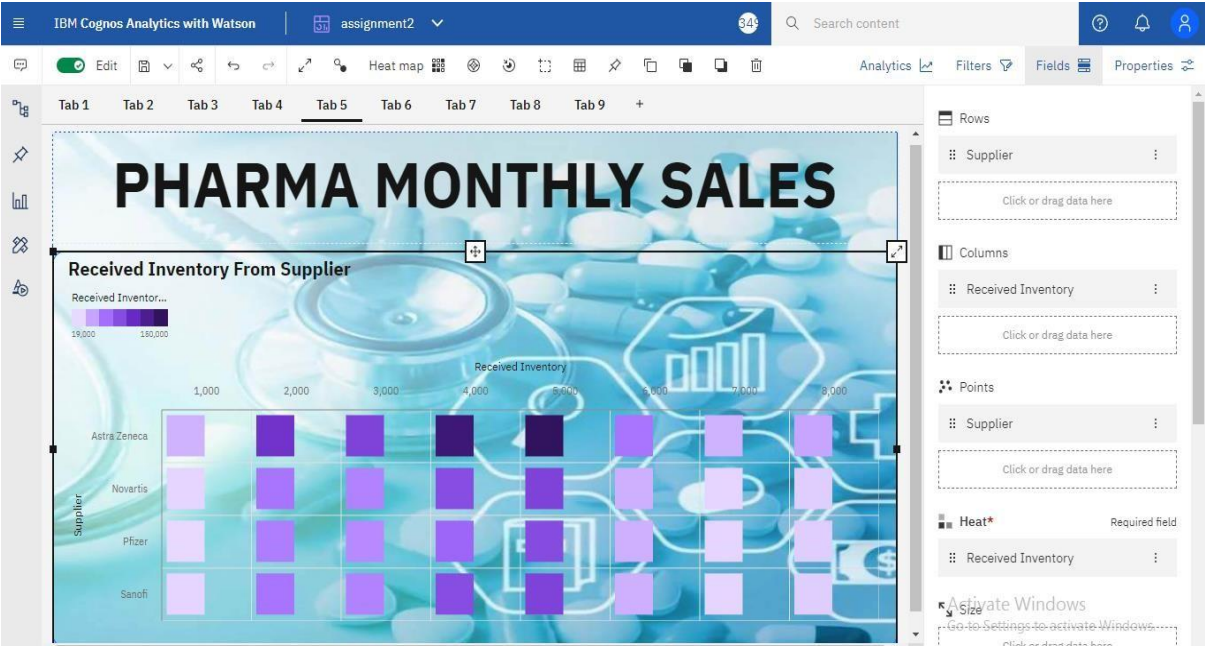 IBM Cognos Analytics with Watson
assignment2
Search content
Edit
Heat map
Analytics
Filters
Fields
Properties
Tab 1
Tab 2
Tab 3
Tab 4
Tab 5
Tab 6
Tab 7
Tab 8
Tab 9
+
PHARMA MONTHLY SALES
Received Inventory From Supplier
Received Inventor...
19,000 150,000
Received Inventory
1,000 2,000 3,000 4,000 5,000 6,000 7,000 8,000
Supplier
Astra Zeneca
Novartis
Pfizer
Sanofi
Rows
Supplier
Click or drag data here
Columns
Received Inventory
Click or drag data here
Points
Supplier
Click or drag data here
Heat* Required field
Received Inventory
Size
Activate Windows
Go to Settings to activate Windows.
Click or drag data here